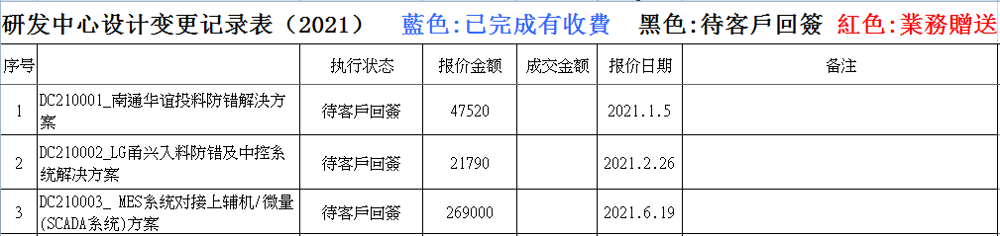 研发中心设计变更记录表（2021） 藍色:已完成有收費 黑色:待客戶回簽 紅色:業務贈送
序号 执行状态 报价金额 成交金额 报价日期 备注
DC210001_南通华谊投料防错解决方
1 待客戶回簽 47520 2021.1.5
案
DC210002_LG甬兴入料防错及中控系
2 待客戶回簽 21790 2021.2.26
统解决方案
DC210003_ MES系统对接上辅机/微量
3 待客戶回簽 269000 2021.6.19
(SCADA系统)方案